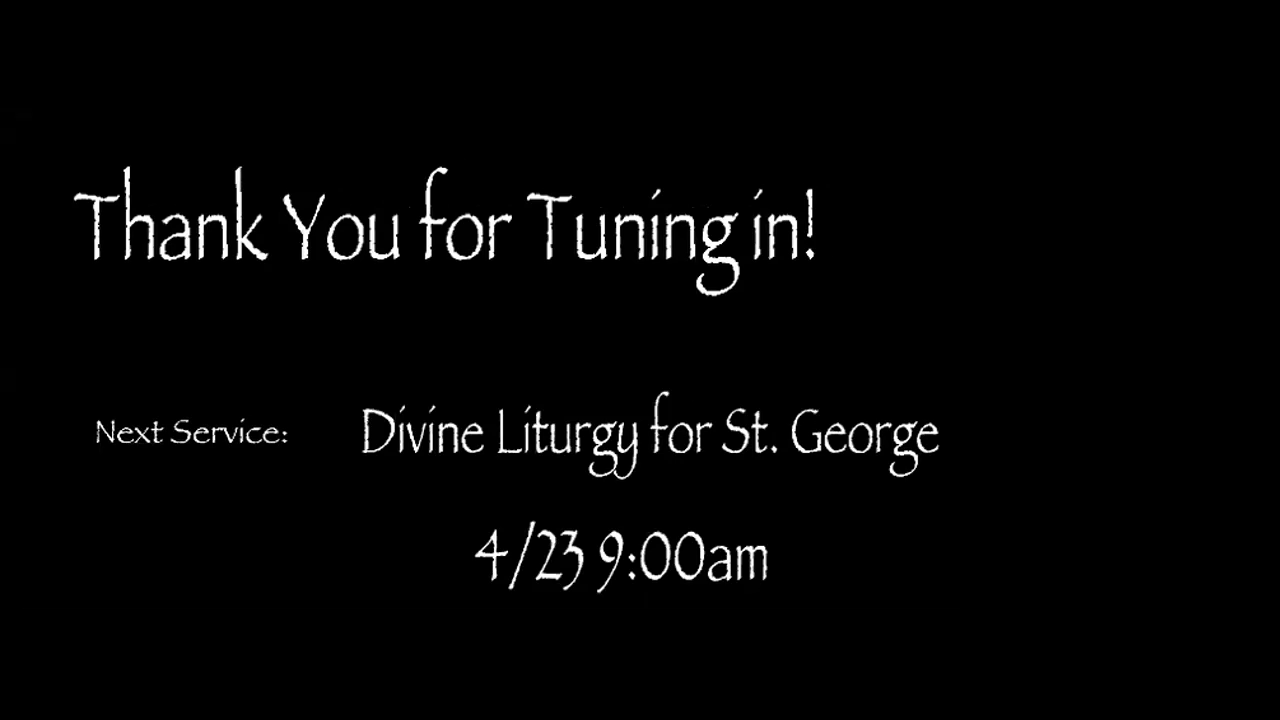 Thank You for Tuning in!
Next Service: Divine Liturgy for St. George
4/23 9:00am